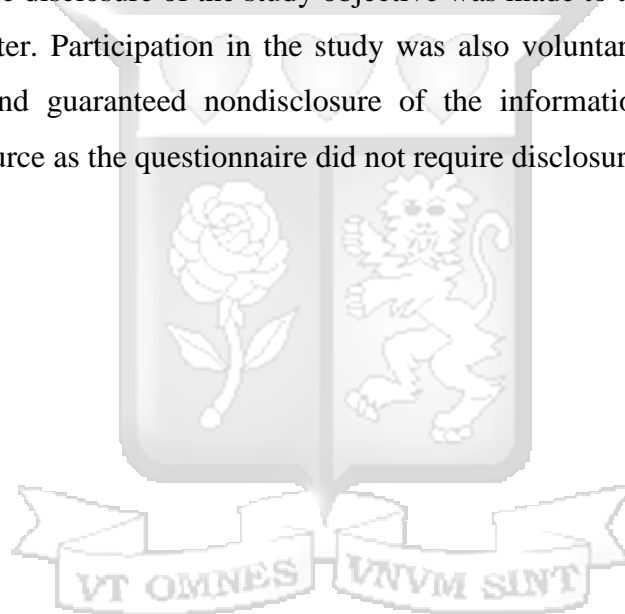 e disclosure of the study objective was made to t
ter. Participation in the study was also voluntar
nd guaranteed nondisclosure of the informatio
urce as the questionnaire did not require disclosur
VT OMNES VNVM SINT